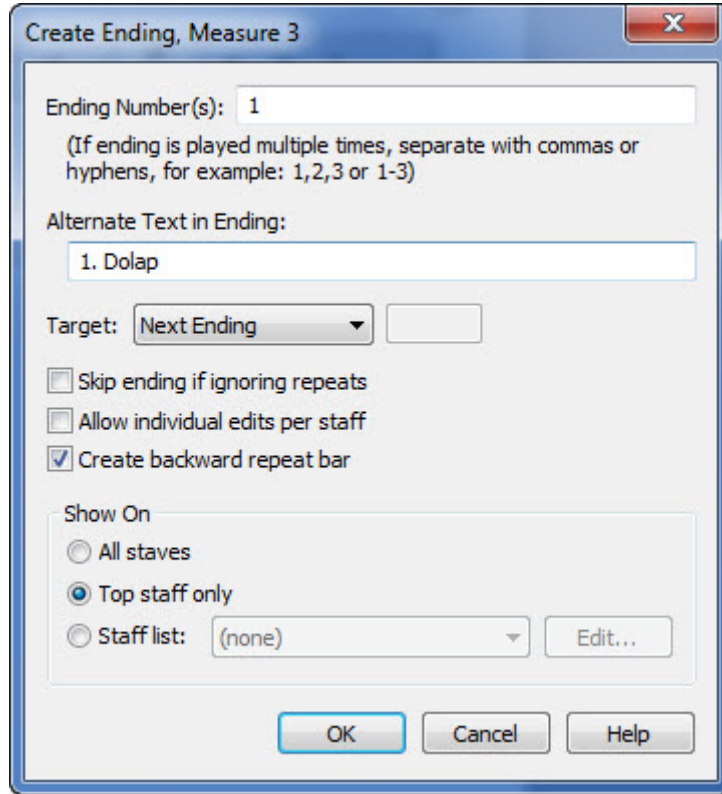 Create Ending, Measure 3
Ending Number(s): 1
(If ending is played multiple times, separate with commas or
hyphens, for example: 1,2,3 or 1-3)
Alternate Text in Ending:
1. Dolap
Target: Next Ending
Skip ending if ignoring repeats
Allow individual edits per staff
Create backward repeat bar
Show On
All staves
Top staff only
Staff list: (none) Edit...
OK Cancel Help